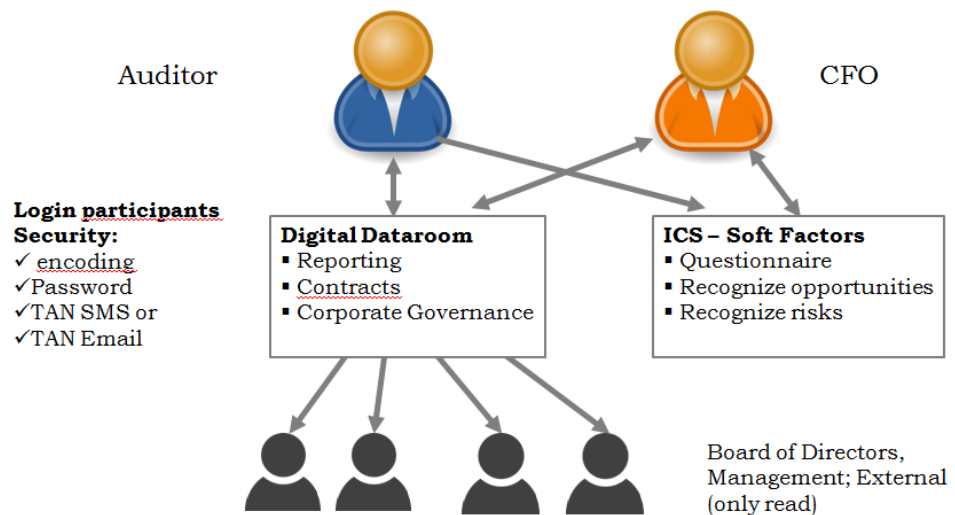 Auditor
CFO
Login participants
Security:
✓ encoding
✓Password
✓TAN SMS or
✓TAN Email
Digital Dataroom
▪ Reporting
▪ Contracts
▪ Corporate Governance
ICS – Soft Factors
▪ Questionnaire
▪ Recognize opportunities
▪ Recognize risks
Board of Directors,
Management; External
(only read)